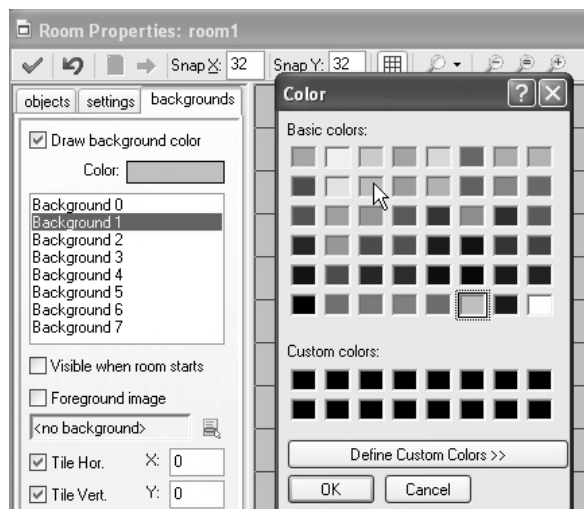 Room Properties: room1
Snap X: 32 Snap Y: 32
objects settings backgrounds
Draw background color
Color:
Background 0
Background 1
Background 2
Background 3
Background 4
Background 5
Background 6
Background 7
Visible when room starts
Foreground image
<no background>
Tile Hor. X: 0
Tile Vert. Y: 0
Color ?
Basic colors:
Custom colors:
Define Custom Colors >>
OK Cancel